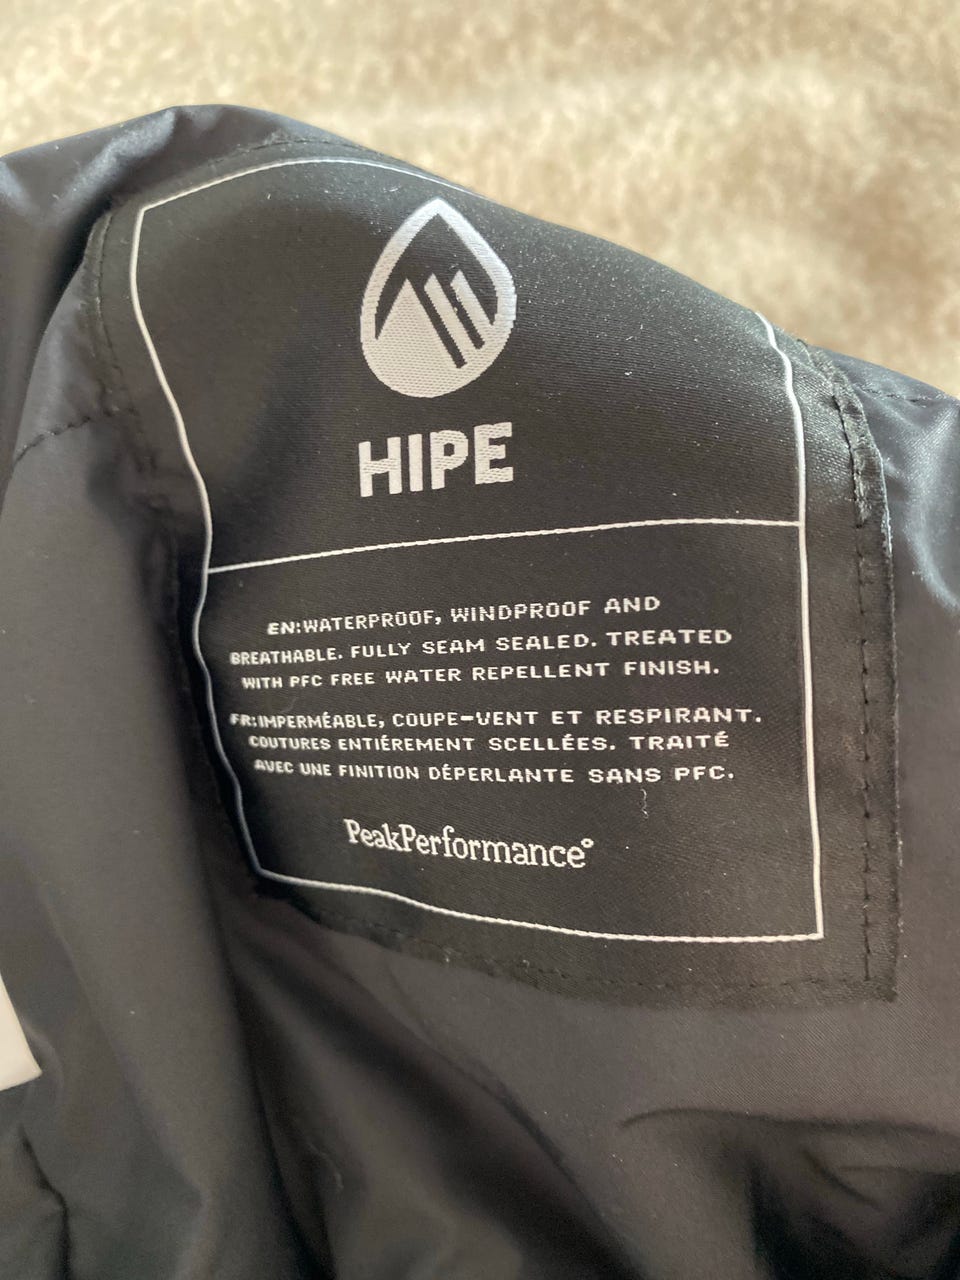 HIPE
EN:WATERPROOF, WINDPROOF AND
BREATHABLE. FULLY SEAM SEALED. TREATED
WITH PFC FREE WATER REPELLENT FINISH.
FR:IMPERMÉABLE, COUPE-VENT ET RESPIRANT.
COUTURES ENTIÉREMENT SCELLÉES. TRAITÉ
AVEC UNE FINITION DÉPERLANTE SANS PFC.
PeakPerformance°